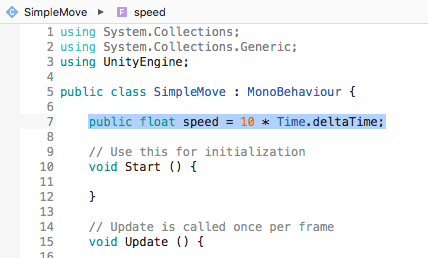 SimpleMove ▶ F speed
1 using System.Collections;
2 using System.Collections.Generic;
3 using UnityEngine;
4
5 public class SimpleMove : MonoBehaviour {
6
7 public float speed = 10 * Time.deltaTime;
8
9 // Use this for initialization
10 void Start () {
11
12 }
13
14 // Update is called once per frame
15 void Update () {
16